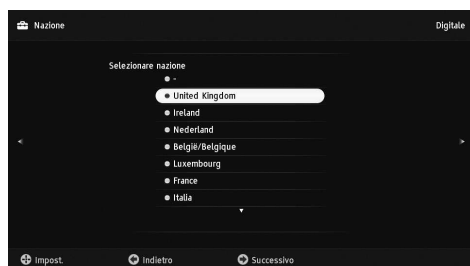 Nazione
Digitale
Selezionare nazione
-
United Kingdom
Ireland
Nederland
België/Belgique
Luxembourg
France
Italia
Impost.
Indietro
Successivo